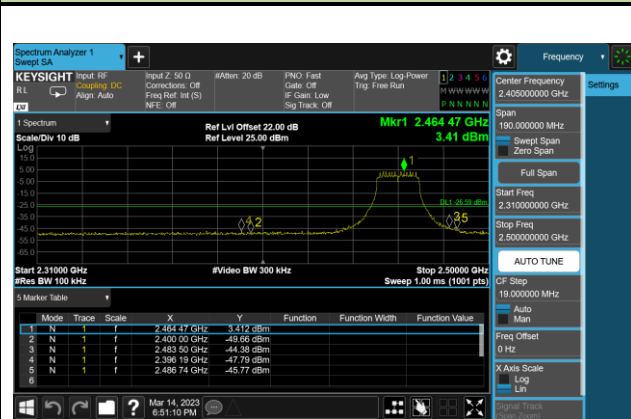 Spectrum Analyzer 1
Swept SA
Frequency
KEYSIGHT
RL
LXI
Input: RF
Coupling: DC
Align: Auto
Input Z: 50 Ω
Corrections: Off
Freq Ref: Int (S)
NFE: Off
#Atten: 20 dB
PNO: Fast
Gate: Off
IF Gain: Low
Sig Track: Off
Avg Type: Log-Power
Trig: Free Run
1 2 3 4 5 6
M W W W W W
P N N N N N
Center Frequency
2.405000000 GHz
Settings
Span
190.000000 MHz
Swept Span
Zero Span
Full Span
Start Freq
2.310000000 GHz
Stop Freq
2.500000000 GHz
AUTO TUNE
CF Step
19.000000 MHz
Auto
Man
Freq Offset
0 Hz
X Axis Scale
Log
Lin
Signal Track
(Span Zoom)
1 Spectrum
Scale/Div 10 dB
Ref Lvl Offset 22.00 dB
Ref Level 25.00 dBm
Mkr1 2.464 47 GHz
3.41 dBm
Log
15.0
5.00
-5.00
-15.0
-25.0
-35.0
-45.0
-55.0
-65.0
1
DL1 -26.59 dBm
4 2
3 5
Start 2.31000 GHz
#Video BW 300 kHz
Stop 2.50000 GHz
#Res BW 100 kHz
Sweep 1.00 ms (1001 pts)
5 Marker Table
Mode Trace Scale X Y Function Function Width Function Value
1 N 1 f 2.464 47 GHz 3.412 dBm
2 N 1 f 2.400 00 GHz -49.66 dBm
3 N 1 f 2.483 50 GHz -44.38 dBm
4 N 1 f 2.396 19 GHz -47.79 dBm
5 N 1 f 2.486 74 GHz -45.77 dBm
6
?
Mar 14, 2023
6:51:10 PM